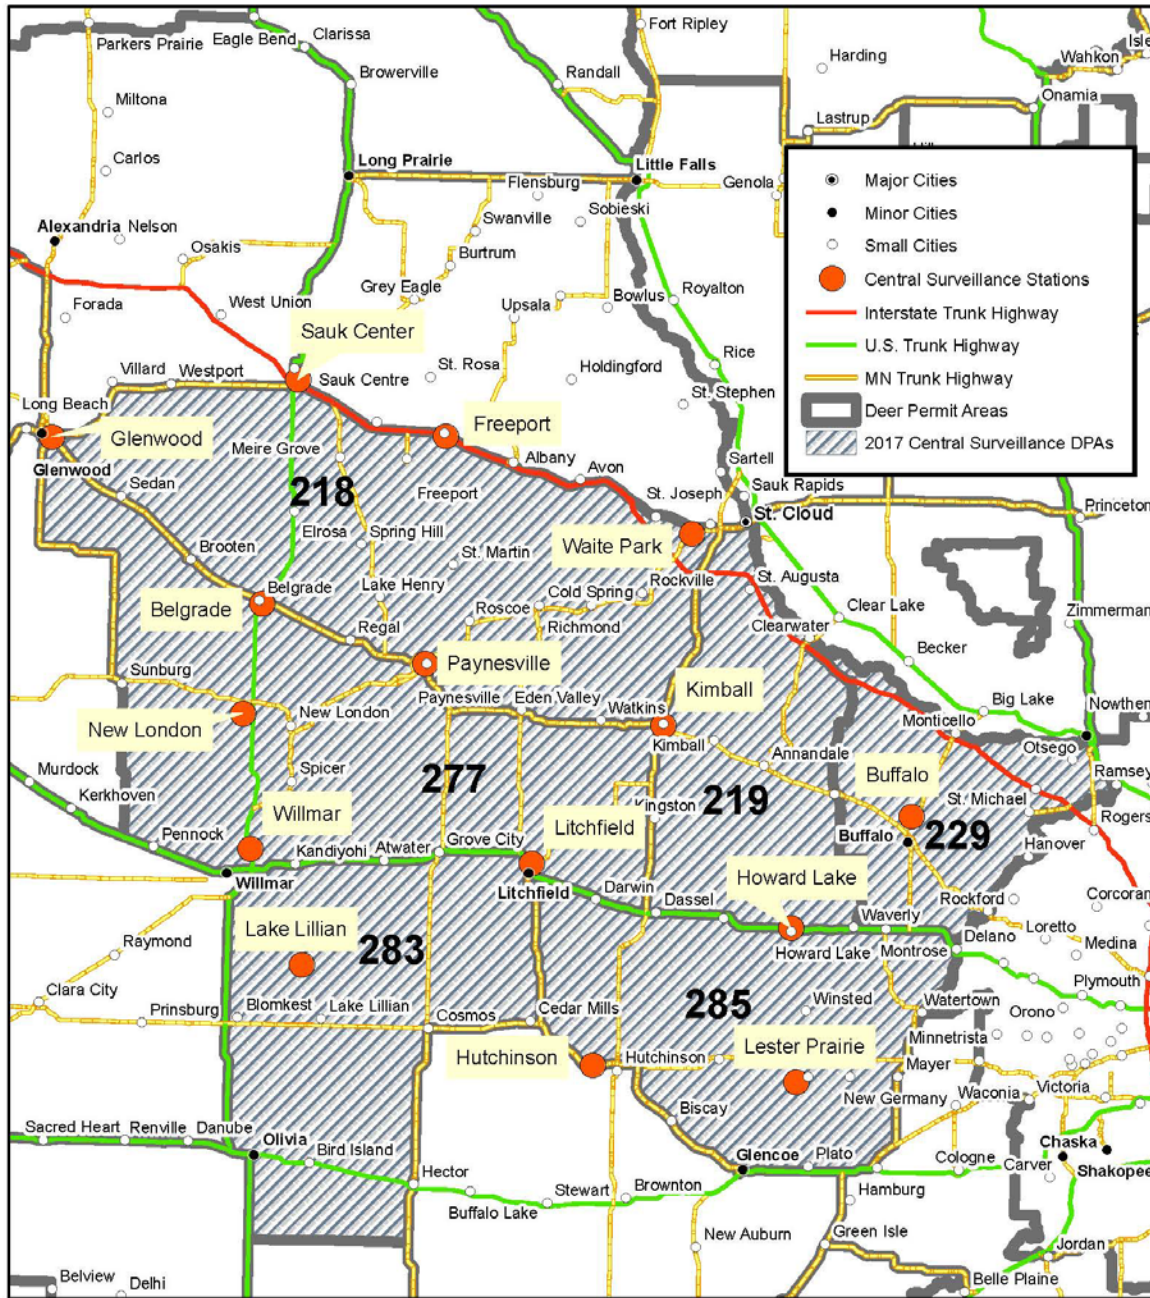 Fort Ripley
Isle
Parkers Prairie
Eagle Bend
Clarissa
Wahkon
Harding
Browerville
Randall
Miltona
Onamia
Lastrup
Carlos
Long Prairie
Little Falls
Flensburg
Genola
Swanville
Sobieski
Alexandria
Nelson
Osakis
Burtrum
Grey Eagle
Forada
West Union
Upsala
Bowlus
Royalton
Major Cities
Minor Cities
Small Cities
Central Surveillance Stations
Interstate Trunk Highway
U.S. Trunk Highway
MN Trunk Highway
Deer Permit Areas
2017 Central Surveillance DPAs
Sauk Center
Rice
Villard
Westport
Sauk Centre
St. Rosa
Holdingford
St. Stephen
Long Beach
Glenwood
Freeport
Glenwood
Meire Grove
Albany
Avon
Sartell
Sedan
218
Freeport
St. Joseph
Sauk Rapids
St. Cloud
Princeton
Elrosa
Spring Hill
Waite Park
Brooten
St. Martin
Belgrade
Belgrade
Lake Henry
Roscoe
Cold Spring
Rockville
St. Augusta
Clear Lake
Zimmerman
Regal
Richmond
Clearwater
Becker
Sunburg
Paynesville
Kimball
Paynesville
Eden Valley
Watkins
Big Lake
Nowthen
New London
New London
Monticello
Kimball
Annandale
Otsego
Murdock
Spicer
277
Buffalo
Ramsey
Kerkhoven
Kingston
219
St. Michael
Willmar
Litchfield
Rogers
Pennock
Kandiyohi
Atwater
Grove City
Buffalo
229
Hanover
Willmar
Litchfield
Howard Lake
Darwin
Dassel
Rockford
Corcoran
Lake Lillian
283
Waverly
Loretto
Raymond
Howard Lake
Montrose
Delano
Medina
Clara City
Plymouth
285
Winsted
Prinsburg
Blomkest
Lake Lillian
Cosmos
Cedar Mills
Watertown
Orono
Minnetrista
Hutchinson
Hutchinson
Lester Prairie
Mayer
Victoria
New Germany
Waconia
Biscay
Sacred Heart
Renville
Danube
Olivia
Bird Island
Glencoe
Plato
Cologne
Carver
Chaska
Shakopee
Hector
Buffalo Lake
Stewart
Brownton
Hamburg
New Auburn
Green Isle
Jordan
Belview
Delhi
Belle Plaine